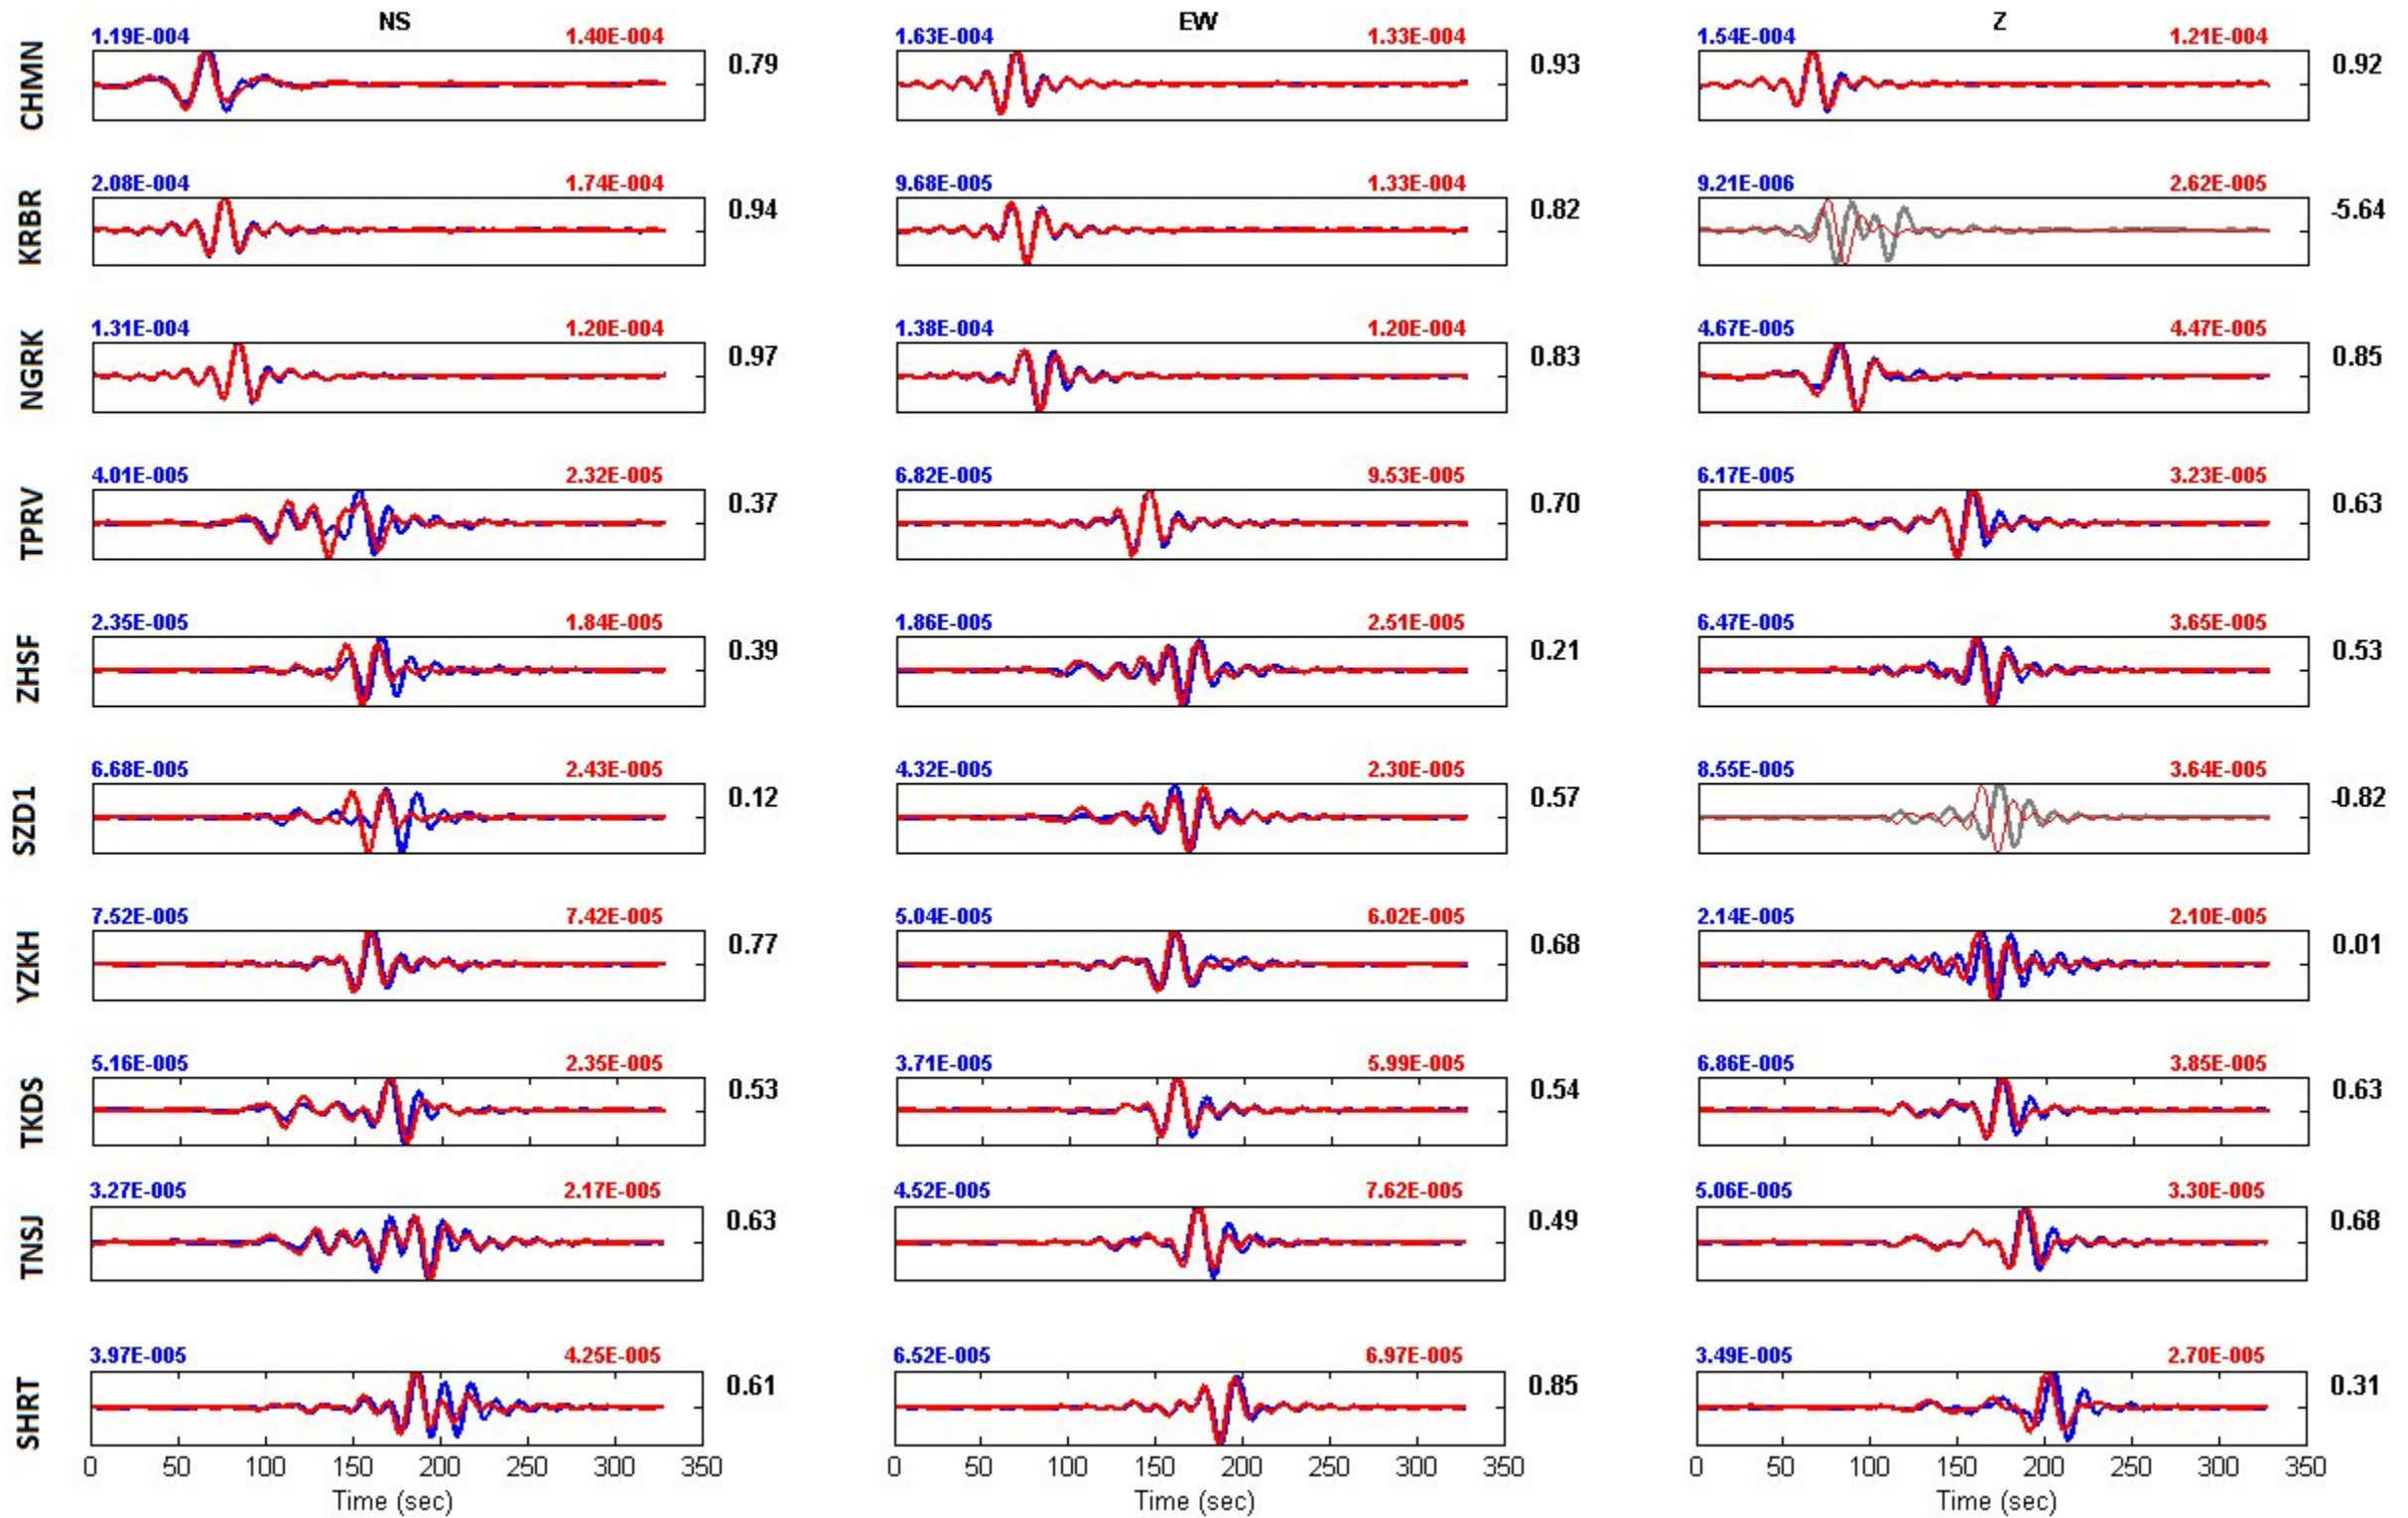 NS EW Z
1.19E-004 1.40E-004 1.63E-004 1.33E-004 1.54E-004 1.21E-004
CHMN 0.79 0.93 0.92
2.08E-004 1.74E-004 9.68E-005 1.33E-004 9.21E-006 2.62E-005
KRBR 0.94 0.82 -5.64
1.31E-004 1.20E-004 1.38E-004 1.20E-004 4.67E-005 4.47E-005
NGRK 0.97 0.83 0.85
4.01E-005 2.32E-005 6.82E-005 9.53E-005 6.17E-005 3.23E-005
TPRV 0.37 0.70 0.63
2.35E-005 1.84E-005 1.86E-005 2.51E-005 6.47E-005 3.65E-005
ZHSF 0.39 0.21 0.53
6.68E-005 2.43E-005 4.32E-005 2.30E-005 8.55E-005 3.64E-005
SZD1 0.12 0.57 -0.82
7.52E-005 7.42E-005 5.04E-005 6.02E-005 2.14E-005 2.10E-005
YZKH 0.77 0.68 0.01
5.16E-005 2.35E-005 3.71E-005 5.99E-005 6.86E-005 3.85E-005
TKDS 0.53 0.54 0.63
3.27E-005 2.17E-005 4.52E-005 7.62E-005 5.06E-005 3.30E-005
TNSJ 0.63 0.49 0.68
3.97E-005 4.25E-005 6.52E-005 6.97E-005 3.49E-005 2.70E-005
SHRT 0.61 0.85 0.31
0 50 100 150 200 250 300 350 0 50 100 150 200 250 300 350 0 50 100 150 200 250 300 350
Time (sec) Time (sec) Time (sec)